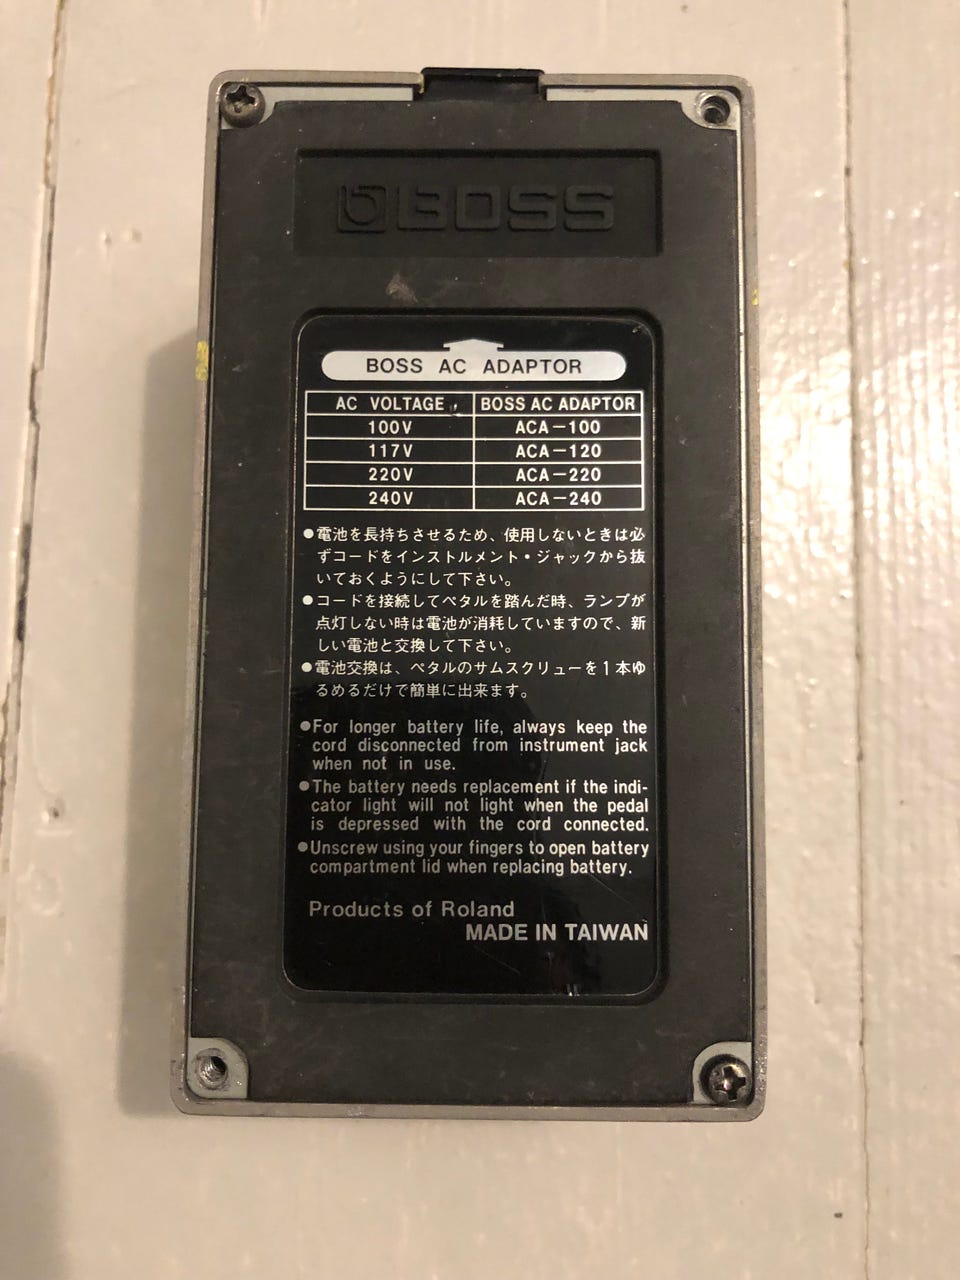 BOSS
BOSS AC ADAPTOR
AC VOLTAGE BOSS AC ADAPTOR
100V ACA-100
117V ACA-120
220V ACA-220
240V ACA-240
●電池を長持ちさせるため、使用しないときは必
ずコードをインストルメント・ジャックから抜
いておくようにして下さい。
●コードを接続してペタルを踏んだ時、ランプが
点灯しない時は電池が消耗していますので、新
しい電池と交換して下さい。
●電池交換は、ペタルのサムスクリューを1本ゆ
るめるだけで簡単に出来ます。
●For longer battery life, always keep the
cord disconnected from instrument jack
when not in use.
●The battery needs replacement if the indi-
cator light will not light when the pedal
is depressed with the cord connected.
●Unscrew using your fingers to open battery
compartment lid when replacing battery.
Products of Roland
MADE IN TAIWAN